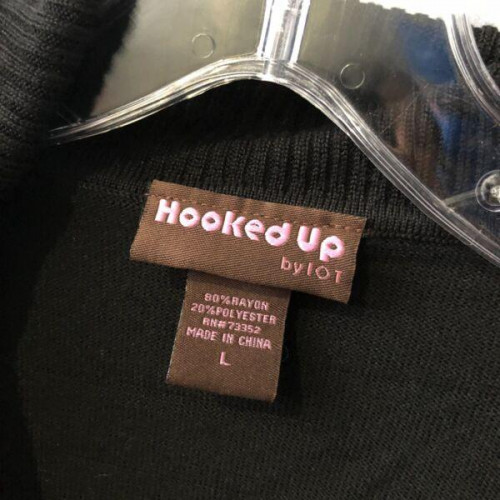 Hooked Up
by IOT
80%RAYON
20%POLYESTER
RN#73352
MADE IN CHINA
L